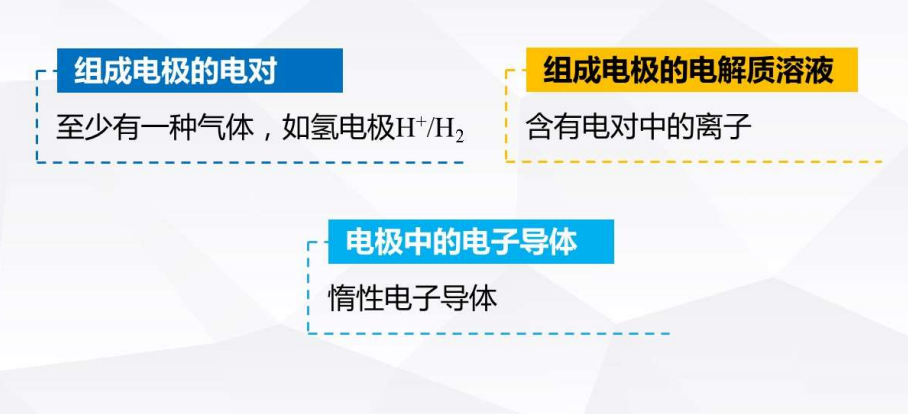 组成电极的电对
至少有一种气体，如氢电极H⁺/H₂
组成电极的电解质溶液
含有电对中的离子
电极中的电子导体
惰性电子导体